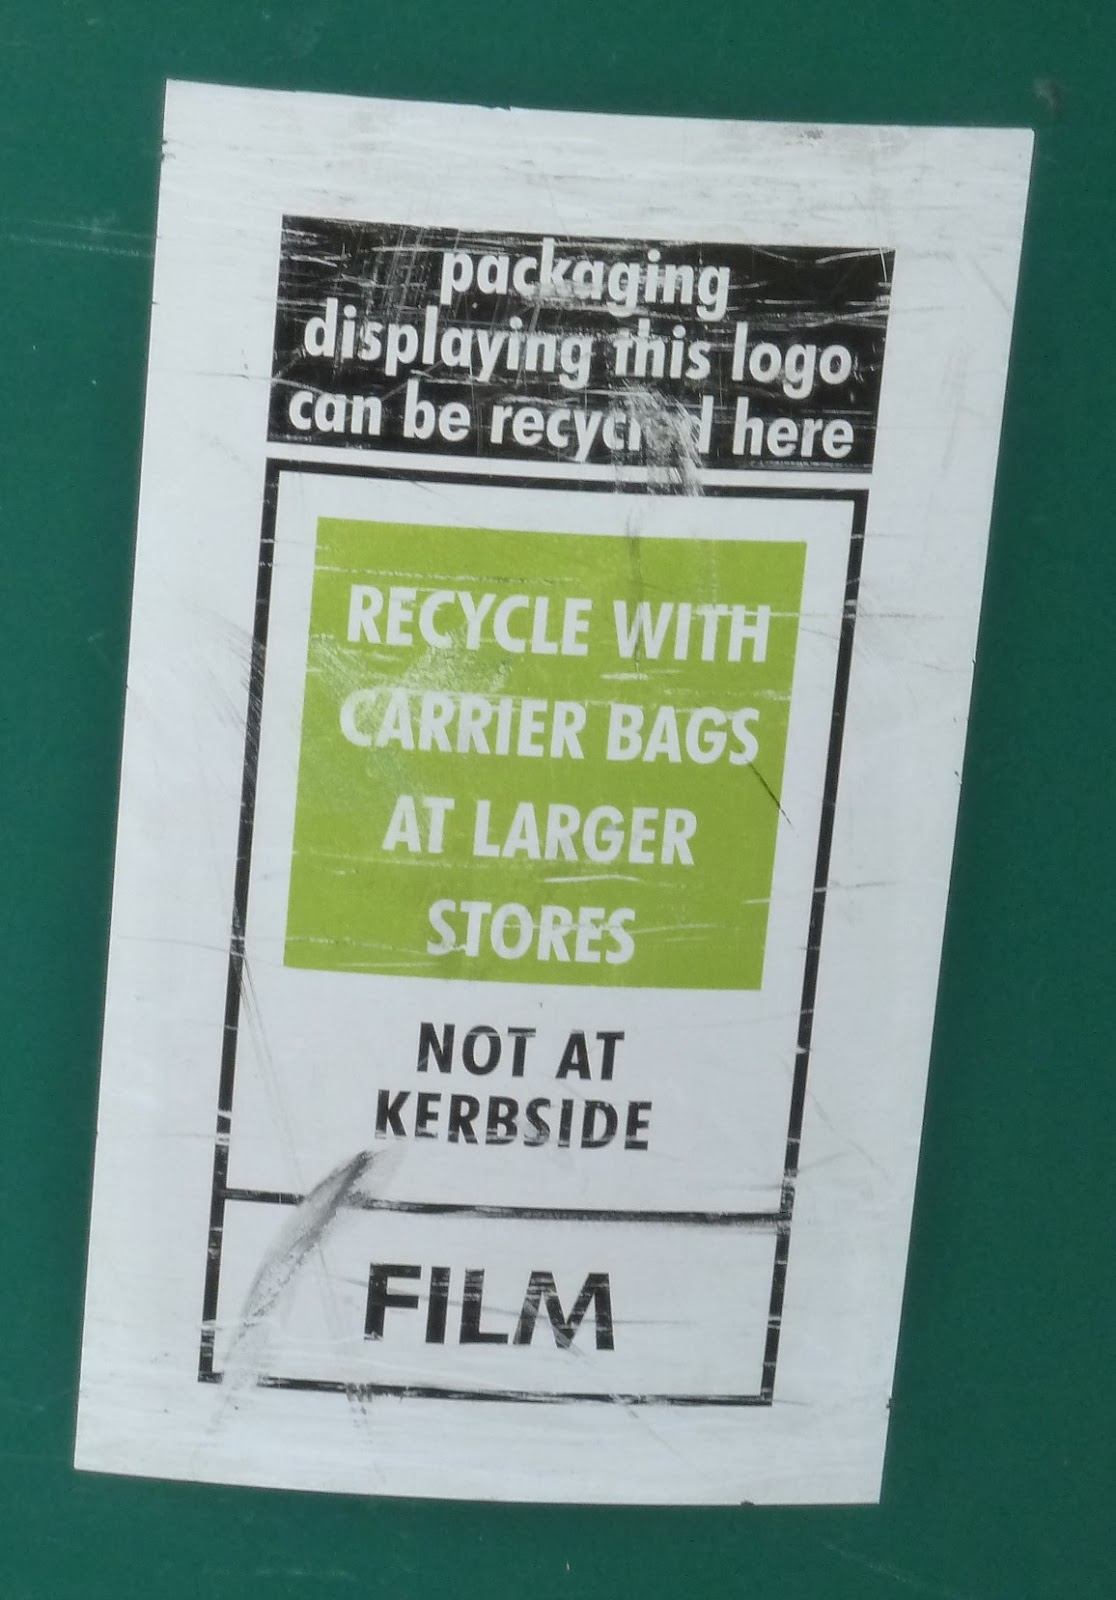 packaging
displaying this logo
can be recycled here
RECYCLE WITH
CARRIER BAGS
AT LARGER
STORES
NOT AT
KERBSIDE
FILM